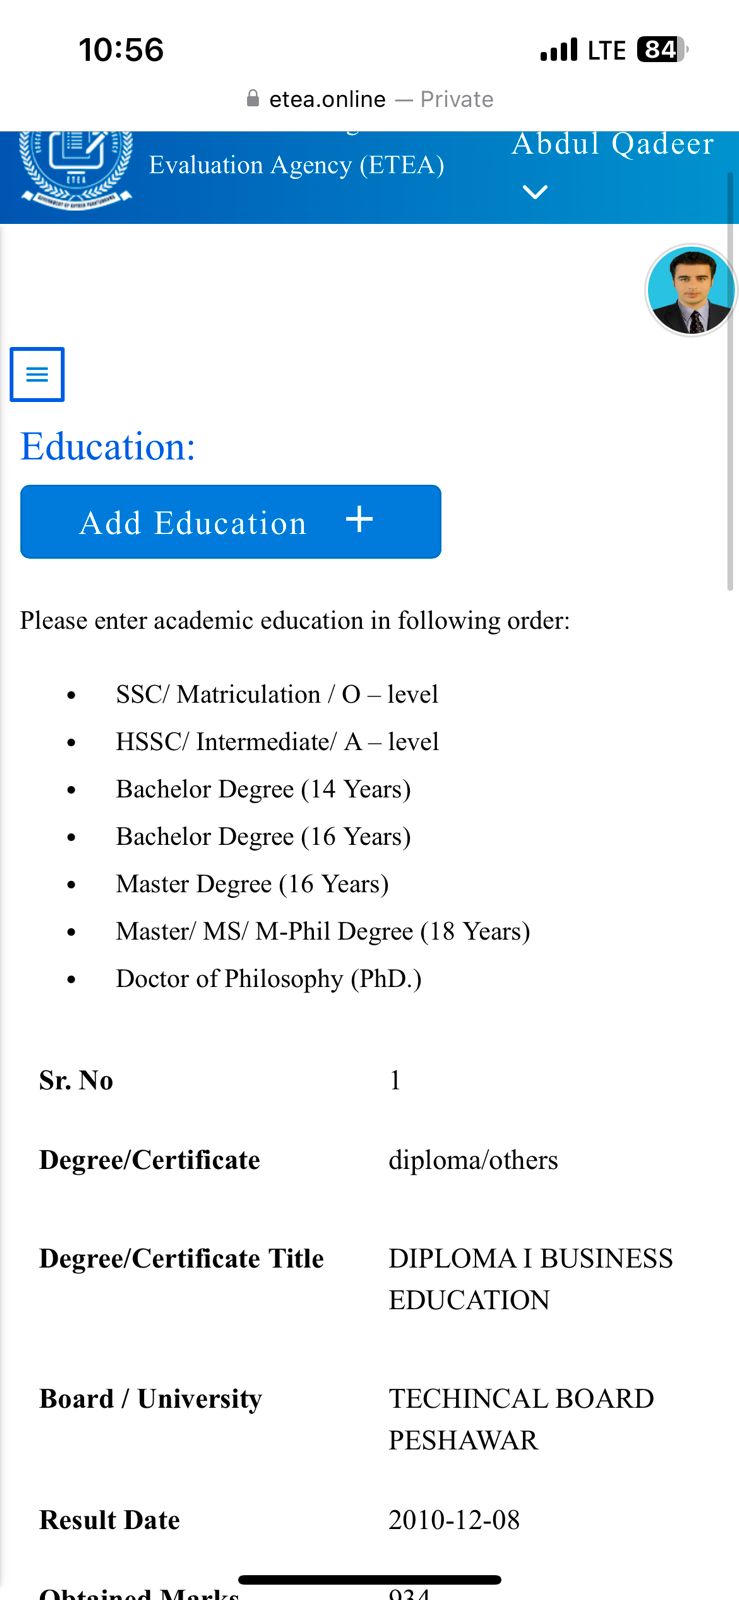 10:56
LTE 84
etea.online — Private
Evaluation Agency (ETEA)
Abdul Qadeer
ETEA
Education:
Add Education +
Please enter academic education in following order:
• SSC/ Matriculation / O – level
• HSSC/ Intermediate/ A – level
• Bachelor Degree (14 Years)
• Bachelor Degree (16 Years)
• Master Degree (16 Years)
• Master/ MS/ M-Phil Degree (18 Years)
• Doctor of Philosophy (PhD.)
Sr. No 1
Degree/Certificate diploma/others
Degree/Certificate Title DIPLOMA I BUSINESS
EDUCATION
Board / University TECHINCAL BOARD
PESHAWAR
Result Date 2010-12-08
Obtained Marks 934